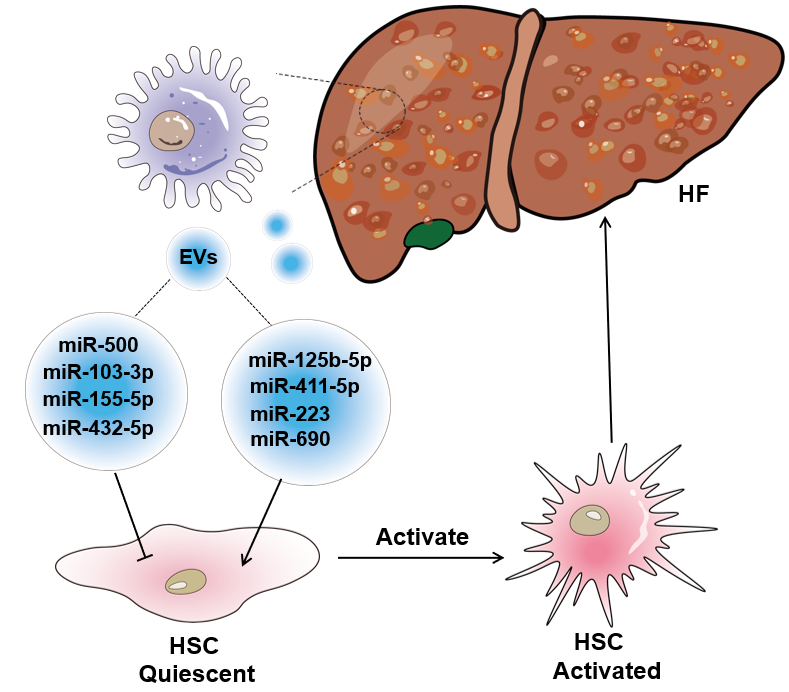 HF
EVs
miR-500
miR-103-3p
miR-155-5p
miR-432-5p
miR-125b-5p
miR-411-5p
miR-223
miR-690
Activate
HSC
Quiescent
HSC
Activated